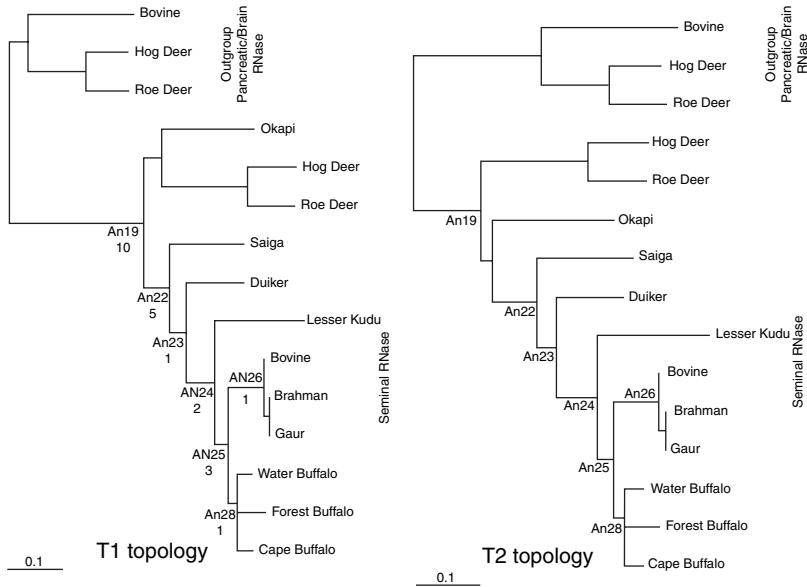 Bovine
Hog Deer
Roe Deer
Outgroup
Pancreatic/Brain
RNase
Okapi
Hog Deer
Roe Deer
An19
10
Saiga
An22
5
Duiker
An23
1
Lesser Kudu
AN24
2
Bovine
AN26
1
Brahman
Gaur
AN25
3
Water Buffalo
An28
1
Forest Buffalo
Cape Buffalo
Seminal RNase
T1 topology
0.1
Bovine
Hog Deer
Roe Deer
Outgroup
Pancreatic/Brain
RNase
Hog Deer
Roe Deer
An19
Okapi
Saiga
An22
Duiker
An23
Lesser Kudu
An24
Bovine
An26
Brahman
Gaur
An25
Water Buffalo
An28
Forest Buffalo
Cape Buffalo
Seminal RNase
T2 topology
0.1